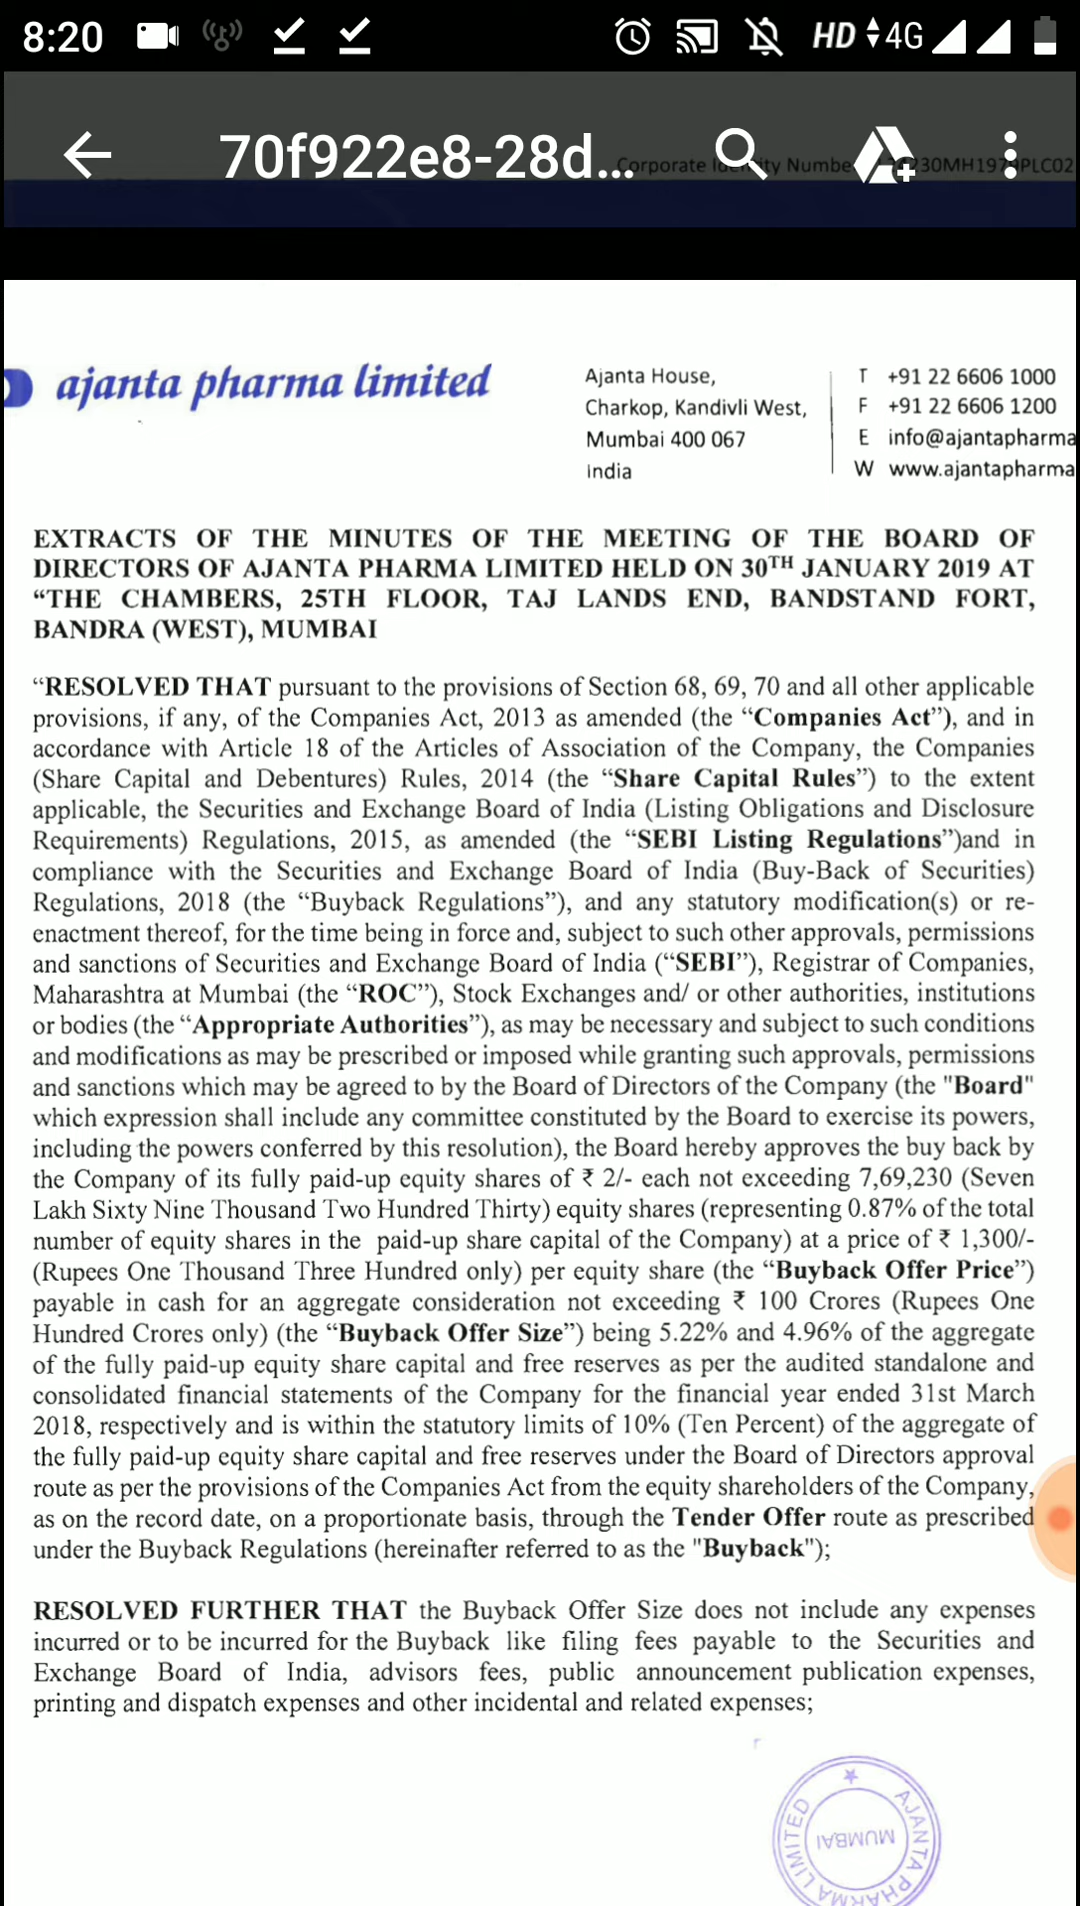 8:20 HD 4G
70f922e8-28d...
ajanta pharma limited
Ajanta House,
Charkop, Kandivli West,
Mumbai 400 067
India
T +91 22 6606 1000
F +91 22 6606 1200
E info@ajantapharma
W www.ajantapharma
EXTRACTS OF THE MINUTES OF THE MEETING OF THE BOARD OF
DIRECTORS OF AJANTA PHARMA LIMITED HELD ON 30TH JANUARY 2019 AT
“THE CHAMBERS, 25TH FLOOR, TAJ LANDS END, BANDSTAND FORT,
BANDRA (WEST), MUMBAI
“RESOLVED THAT pursuant to the provisions of Section 68, 69, 70 and all other applicable
provisions, if any, of the Companies Act, 2013 as amended (the “Companies Act”), and in
accordance with Article 18 of the Articles of Association of the Company, the Companies
(Share Capital and Debentures) Rules, 2014 (the “Share Capital Rules”) to the extent
applicable, the Securities and Exchange Board of India (Listing Obligations and Disclosure
Requirements) Regulations, 2015, as amended (the “SEBI Listing Regulations”)and in
compliance with the Securities and Exchange Board of India (Buy-Back of Securities)
Regulations, 2018 (the “Buyback Regulations”), and any statutory modification(s) or re-
enactment thereof, for the time being in force and, subject to such other approvals, permissions
and sanctions of Securities and Exchange Board of India (“SEBI”), Registrar of Companies,
Maharashtra at Mumbai (the “ROC”), Stock Exchanges and/ or other authorities, institutions
or bodies (the “Appropriate Authorities”), as may be necessary and subject to such conditions
and modifications as may be prescribed or imposed while granting such approvals, permissions
and sanctions which may be agreed to by the Board of Directors of the Company (the "Board"
which expression shall include any committee constituted by the Board to exercise its powers,
including the powers conferred by this resolution), the Board hereby approves the buy back by
the Company of its fully paid-up equity shares of ₹ 2/- each not exceeding 7,69,230 (Seven
Lakh Sixty Nine Thousand Two Hundred Thirty) equity shares (representing 0.87% of the total
number of equity shares in the paid-up share capital of the Company) at a price of ₹ 1,300/-
(Rupees One Thousand Three Hundred only) per equity share (the “Buyback Offer Price”)
payable in cash for an aggregate consideration not exceeding ₹ 100 Crores (Rupees One
Hundred Crores only) (the “Buyback Offer Size”) being 5.22% and 4.96% of the aggregate
of the fully paid-up equity share capital and free reserves as per the audited standalone and
consolidated financial statements of the Company for the financial year ended 31st March
2018, respectively and is within the statutory limits of 10% (Ten Percent) of the aggregate of
the fully paid-up equity share capital and free reserves under the Board of Directors approval
route as per the provisions of the Companies Act from the equity shareholders of the Company,
as on the record date, on a proportionate basis, through the Tender Offer route as prescribed
under the Buyback Regulations (hereinafter referred to as the "Buyback");
RESOLVED FURTHER THAT the Buyback Offer Size does not include any expenses
incurred or to be incurred for the Buyback like filing fees payable to the Securities and
Exchange Board of India, advisors fees, public announcement publication expenses,
printing and dispatch expenses and other incidental and related expenses;
AJANTA PHARMA LIMITED
MUMBAI